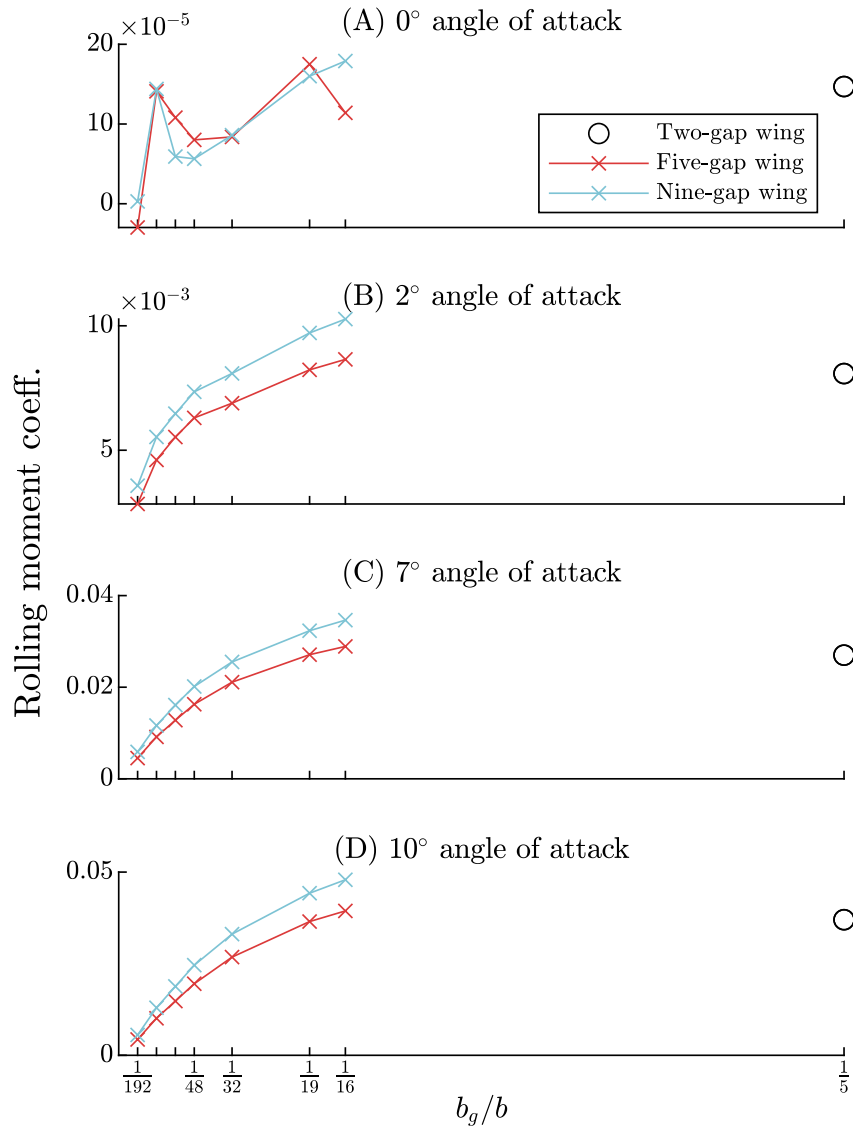 (A) 0° angle of attack
×10⁻⁵
20
10
0
Two-gap wing
Five-gap wing
Nine-gap wing
(B) 2° angle of attack
×10⁻³
10
5
(C) 7° angle of attack
0.04
0.02
0
(D) 10° angle of attack
0.05
0
1/192 1/48 1/32 1/19 1/16 1/5
b_g/b
Rolling moment coeff.